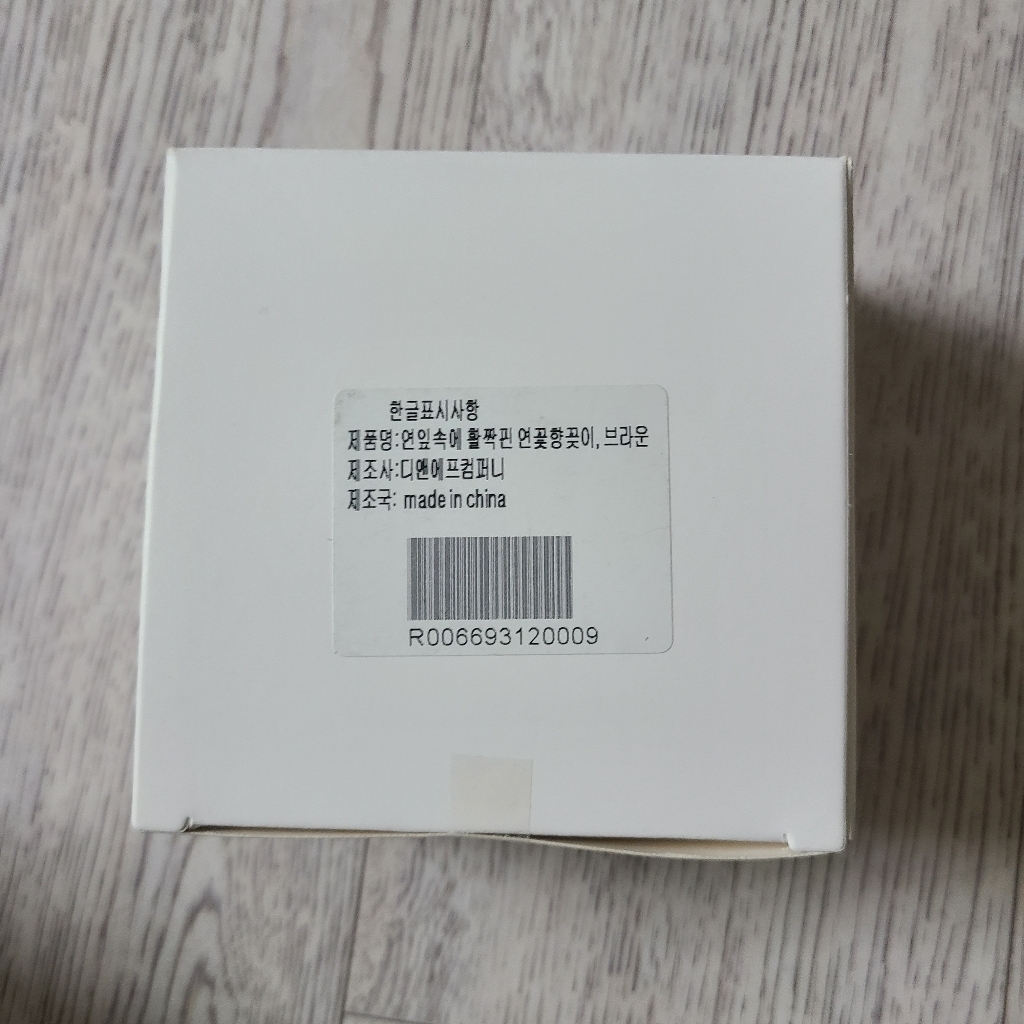 한글표시사항
제품명:연잎속에 활짝핀 연꽃향꽂이, 브라운
제조사:디앤에프컴퍼니
제조국: made in china
R006693120009